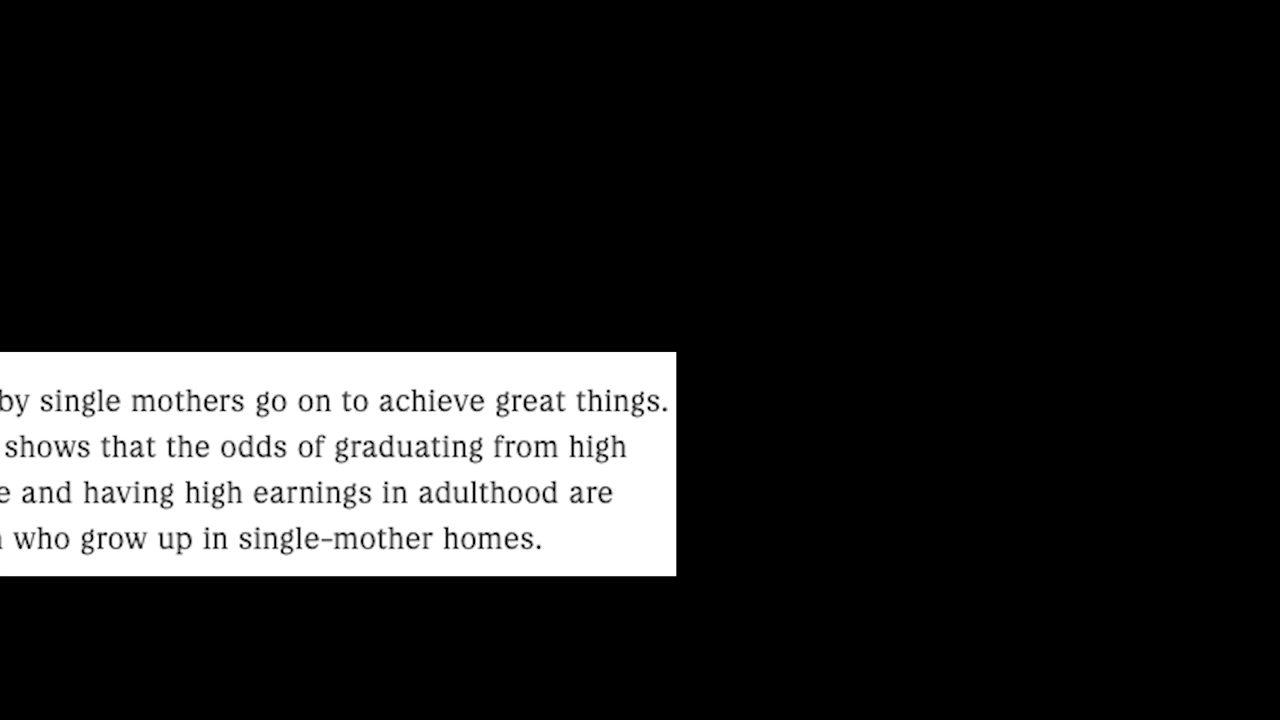 by single mothers go on to achieve great things.
shows that the odds of graduating from high
and having high earnings in adulthood are
who grow up in single-mother homes.